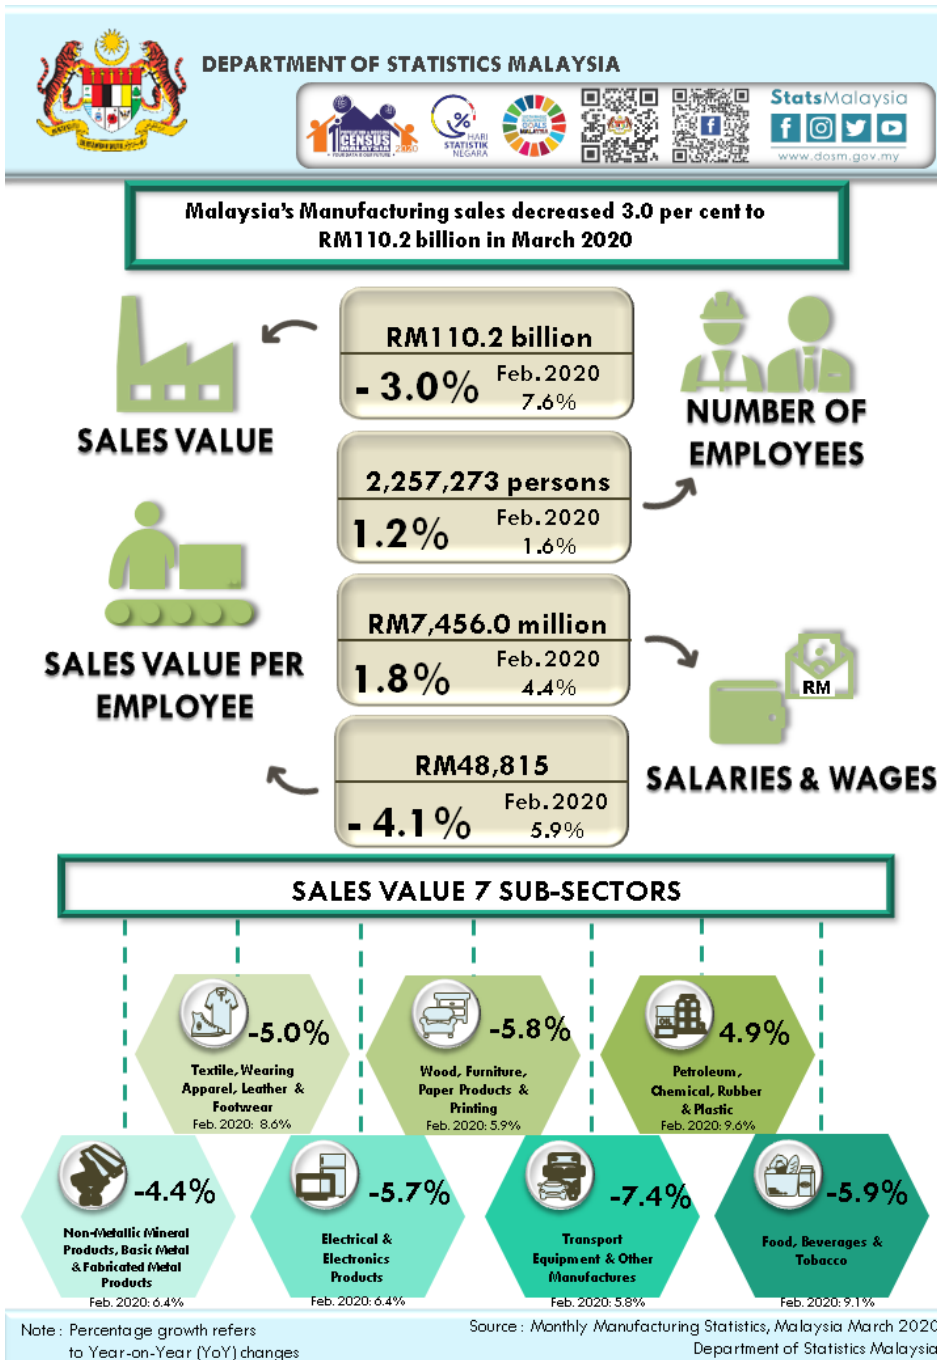 DEPARTMENT OF STATISTICS MALAYSIA
CENSUS
MALAYSIA 2020
HARI
STATISTIK
NEGARA
StatsMalaysia
www.dosm.gov.my
Malaysia's Manufacturing sales decreased 3.0 per cent to
RM110.2 billion in March 2020
RM110.2 billion
- 3.0% Feb.2020
7.6%
SALES VALUE
NUMBER OF
EMPLOYEES
2,257,273 persons
1.2% Feb.2020
1.6%
RM7,456.0 million
1.8% Feb.2020
4.4%
SALES VALUE PER
EMPLOYEE
RM
SALARIES & WAGES
RM48,815
- 4.1% Feb.2020
5.9%
SALES VALUE 7 SUB-SECTORS
-5.0%
Textile, Wearing
Apparel, Leather &
Footwear
Feb. 2020: 8.6%
-5.8%
Wood, Furniture,
Paper Products &
Printing
Feb. 2020: 5.9%
4.9%
Petroleum,
Chemical, Rubber
& Plastic
Feb. 2020: 9.6%
-4.4%
Non-Metallic Mineral
Products, Basic Metal
& Fabricated Metal
Products
Feb. 2020: 6.4%
-5.7%
Electrical &
Electronics
Products
Feb. 2020: 6.4%
-7.4%
Transport
Equipment & Other
Manufactures
Feb. 2020: 5.8%
-5.9%
Food, Beverages &
Tobacco
Feb. 2020: 9.1%
Note : Percentage growth refers
to Year-on-Year (YoY) changes
Source : Monthly Manufacturing Statistics, Malaysia March 2020
Department of Statistics Malaysia